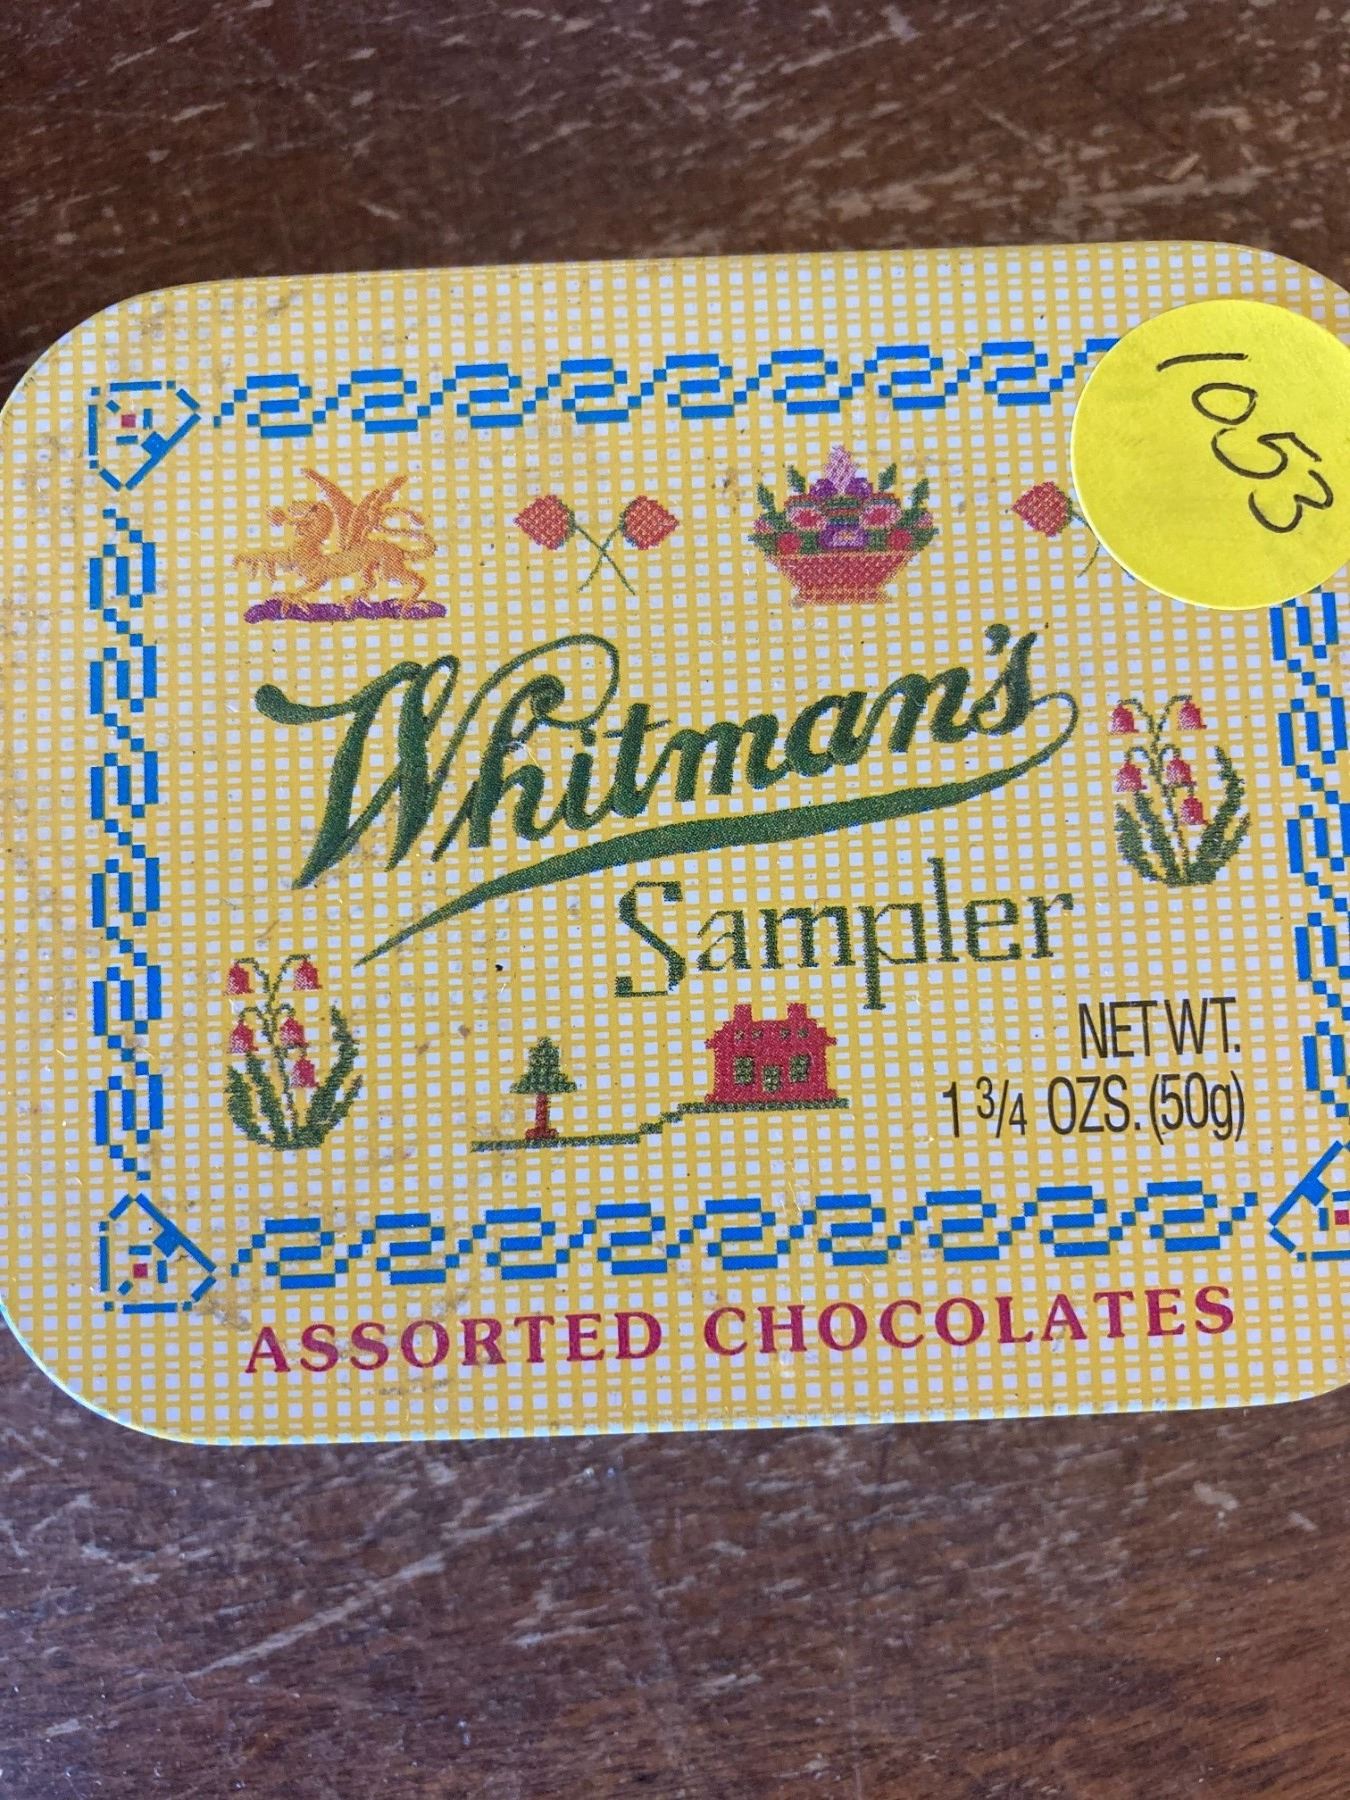 1053
Whitman's
Sampler
NET WT.
1 3/4 OZS. (50g)
ASSORTED CHOCOLATES